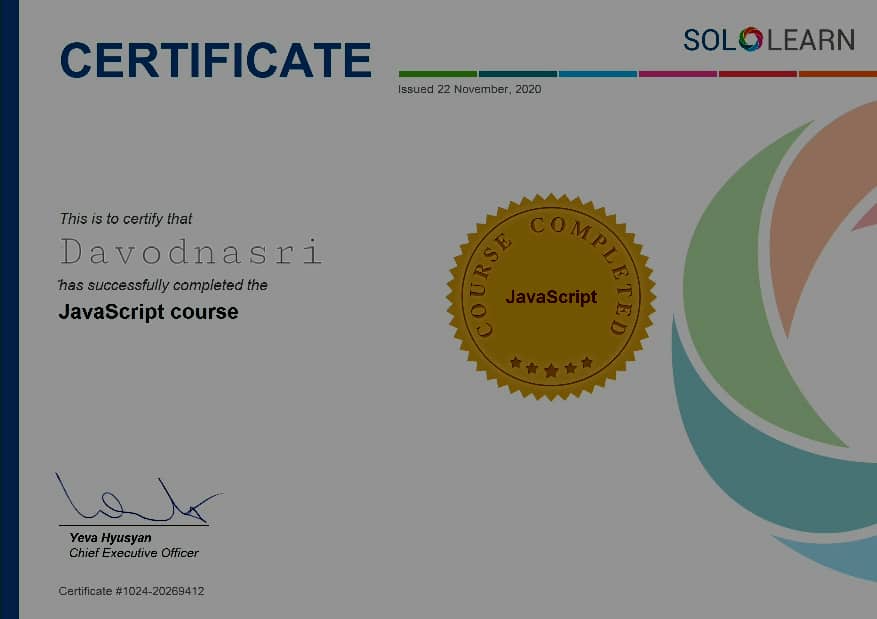 CERTIFICATE
SOLOLEARN
Issued 22 November, 2020
This is to certify that
Davodnasri
has successfully completed the
JavaScript course
COURSE COMPLETED
JavaScript
Yeva Hyusyan
Chief Executive Officer
Certificate #1024-20269412